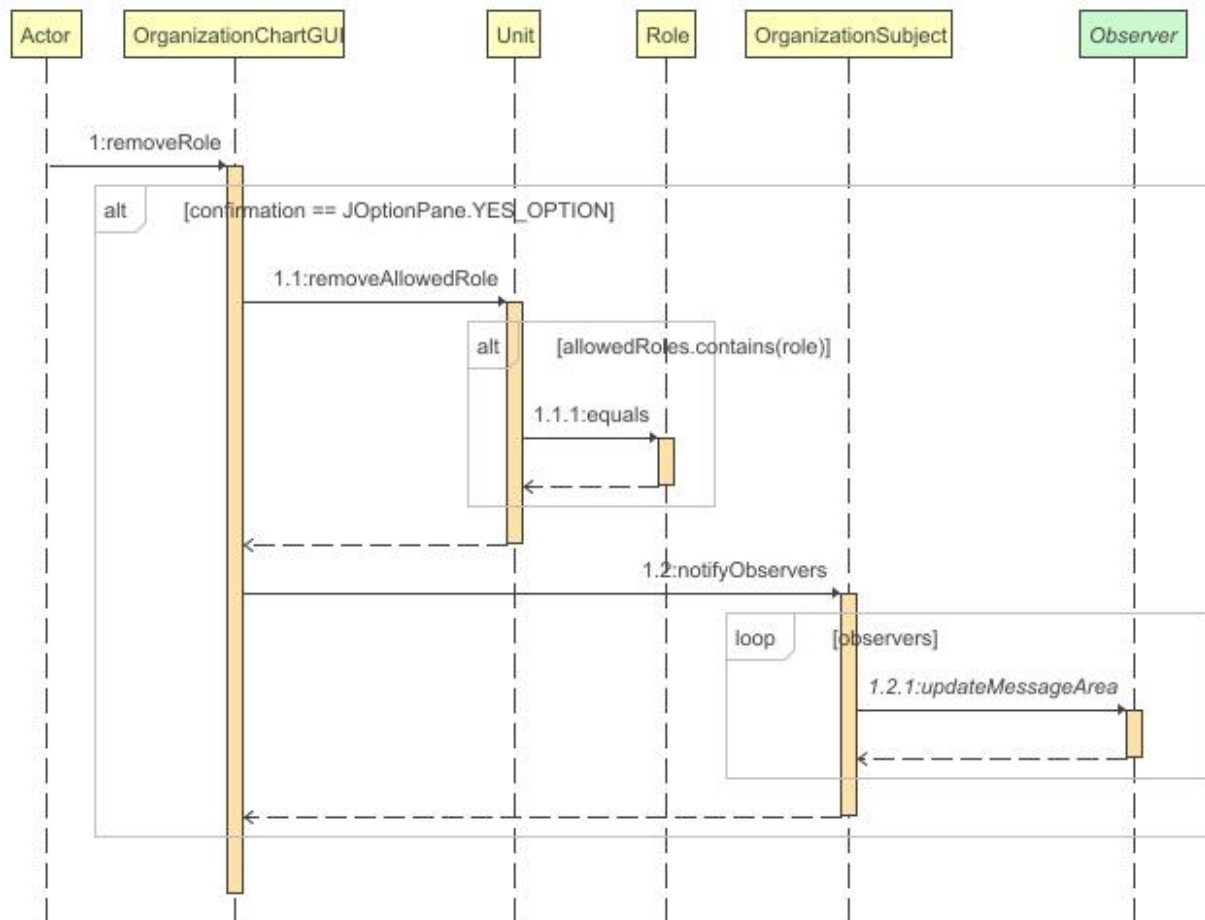 Actor
OrganizationChartGUI
Unit
Role
OrganizationSubject
Observer
1:removeRole
alt
[confirmation == JOptionPane.YES_OPTION]
1.1:removeAllowedRole
alt
[allowedRoles.contains(role)]
1.1.1:equals
1.2:notifyObservers
loop
[observers]
1.2.1:updateMessageArea